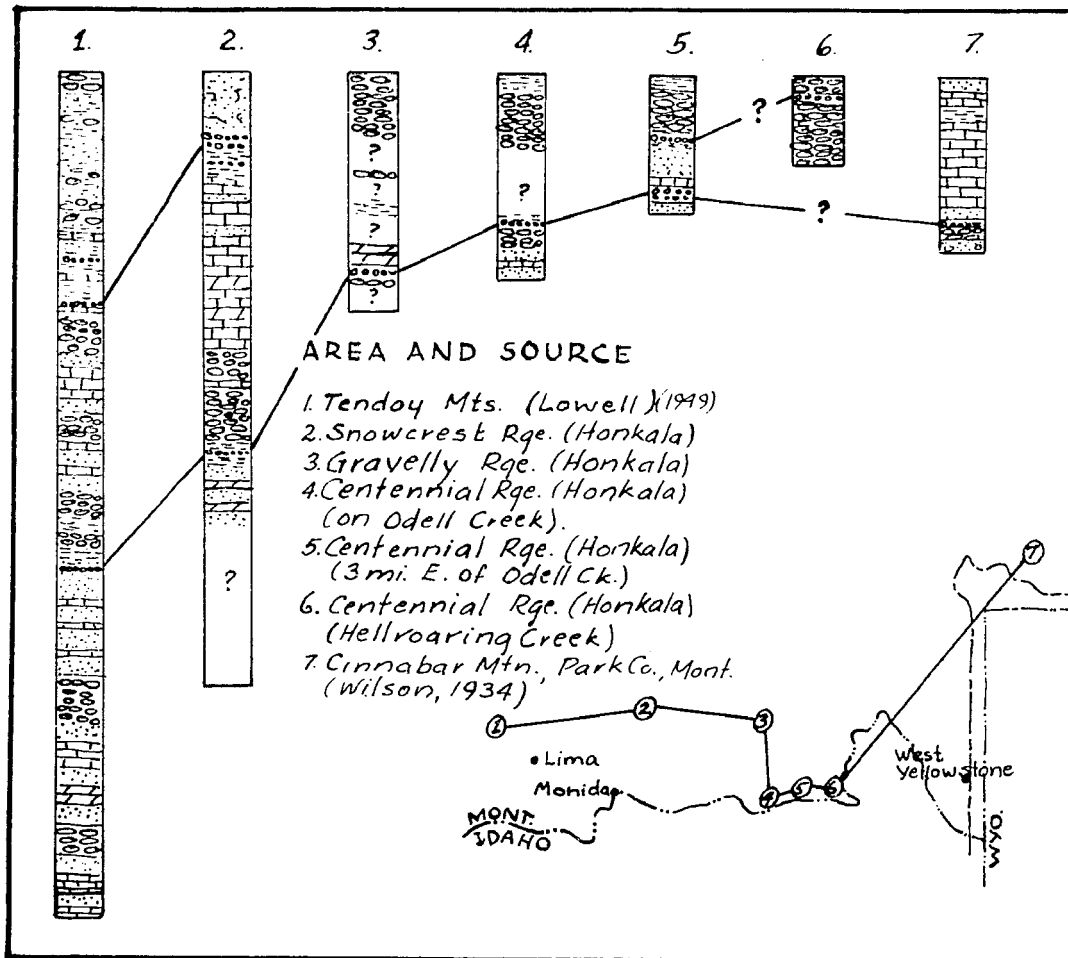 1. 2. 3. 4. 5. 6. 7.
? ?
?
?
?
?
?
?
?
AREA AND SOURCE
1. Tendoy Mts. (Lowell)(1949)
2. Snowcrest Rge. (Honkala)
3. Gravelly Rge. (Honkala)
4. Centennial Rge. (Honkala)
(on Odell Creek).
5. Centennial Rge. (Honkala)
(3 mi. E. of Odell Ck.)
6. Centennial Rge. (Honkala)
(Hellroaring Creek)
7. Cinnabar Mtn., Park Co., Mont.
(Wilson, 1934)
7
1 2 3
Lima
Monida
4 5 6
West
Yellowstone
MONT.
IDAHO
WYO.